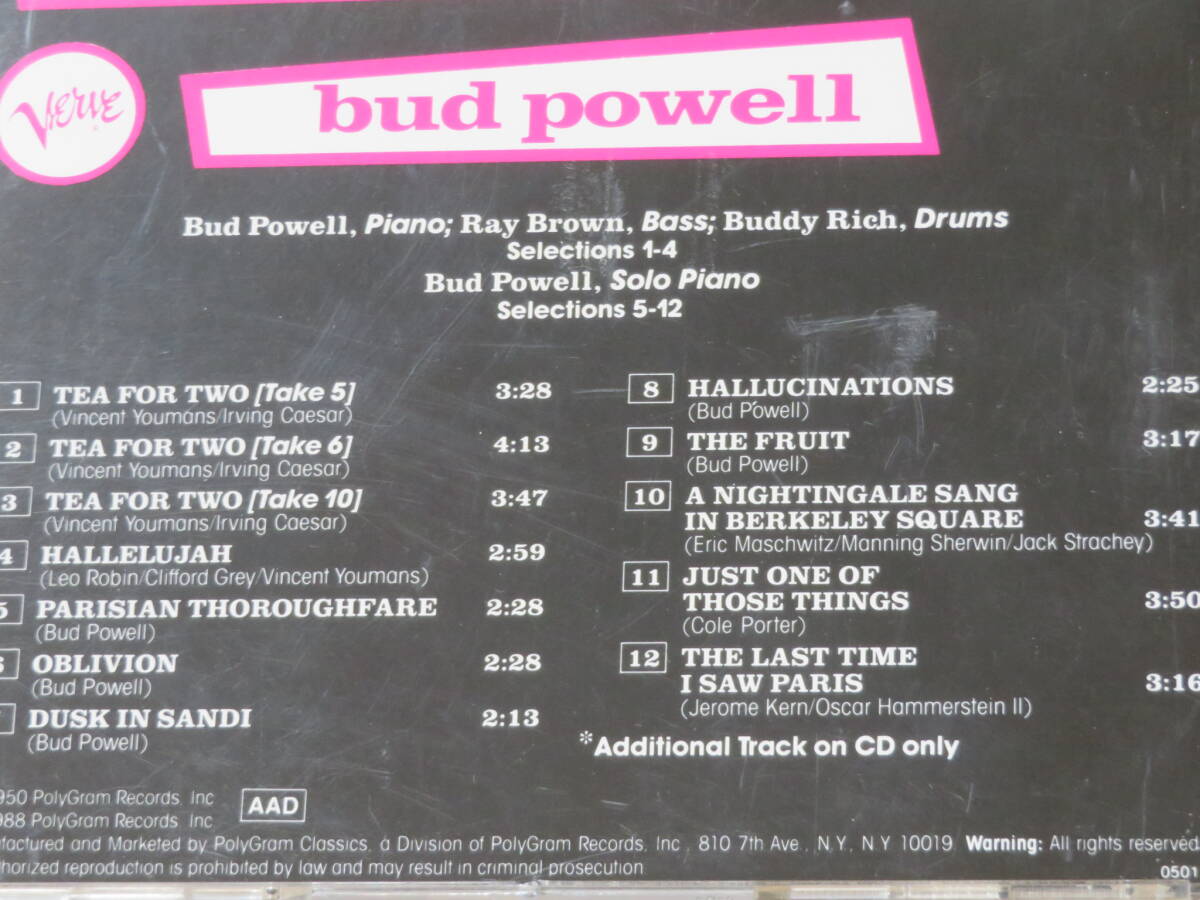 Verve
bud powell
Bud Powell, Piano; Ray Brown, Bass; Buddy Rich, Drums
Selections 1-4
Bud Powell, Solo Piano
Selections 5-12
1 TEA FOR TWO [Take 5] 3:28
(Vincent Youmans/Irving Caesar)
2 TEA FOR TWO [Take 6] 4:13
(Vincent Youmans/Irving Caesar)
3 TEA FOR TWO [Take 10] 3:47
(Vincent Youmans/Irving Caesar)
4 HALLELUJAH 2:59
(Leo Robin/Clifford Grey/Vincent Youmans)
5 PARISIAN THOROUGHFARE 2:28
(Bud Powell)
OBLIVION 2:28
(Bud Powell)
DUSK IN SANDI 2:13
(Bud Powell)
8 HALLUCINATIONS 2:25
(Bud Powell)
9 THE FRUIT 3:17
(Bud Powell)
10 A NIGHTINGALE SANG
IN BERKELEY SQUARE 3:41
(Eric Maschwitz/Manning Sherwin/Jack Strachey)
11 JUST ONE OF
THOSE THINGS 3:50
(Cole Porter)
12 THE LAST TIME
I SAW PARIS 3:16
(Jerome Kern/Oscar Hammerstein II)
*Additional Track on CD only
950 PolyGram Records, Inc
988 PolyGram Records, Inc
AAD
factured and Marketed by PolyGram Classics, a Division of PolyGram Records, Inc., 810 7th Ave., N.Y., N.Y. 10019 Warning: All rights reserved
thorized reproduction is prohibited by law and may result in criminal prosecution.
0501